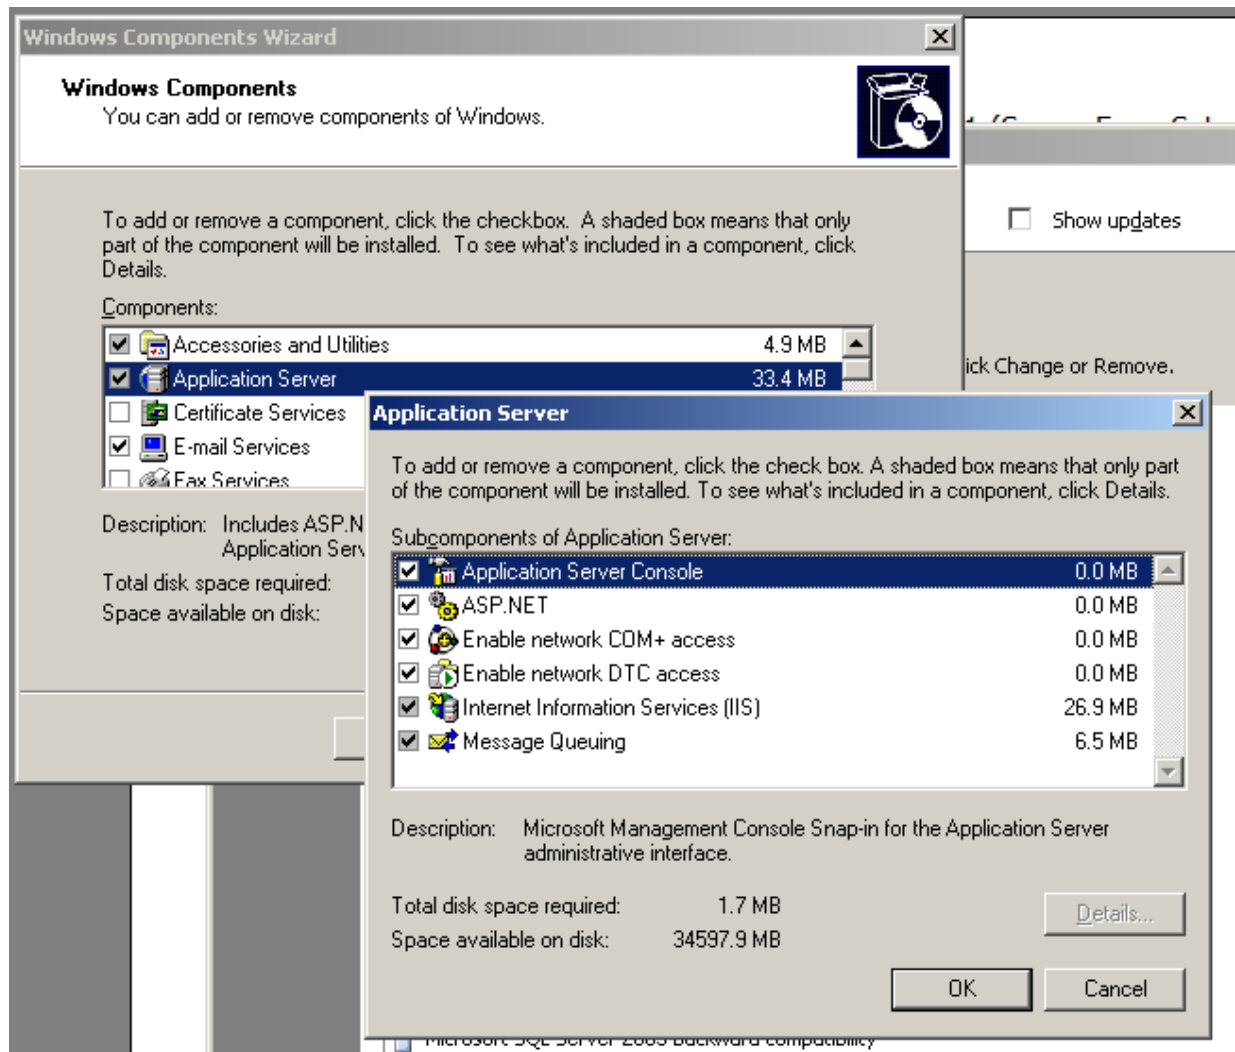 Windows Components Wizard
Windows Components
You can add or remove components of Windows.
To add or remove a component, click the checkbox. A shaded box means that only
part of the component will be installed. To see what's included in a component, click
Details.
Components:
Accessories and Utilities 4.9 MB
Application Server 33.4 MB
Certificate Services
E-mail Services
Fax Services
Description: Includes ASP.N
Application Serv
Total disk space required:
Space available on disk:
Show updates
ick Change or Remove.
Application Server
To add or remove a component, click the check box. A shaded box means that only part
of the component will be installed. To see what's included in a component, click Details.
Subcomponents of Application Server:
Application Server Console 0.0 MB
ASP.NET 0.0 MB
Enable network COM+ access 0.0 MB
Enable network DTC access 0.0 MB
Internet Information Services (IIS) 26.9 MB
Message Queuing 6.5 MB
Description: Microsoft Management Console Snap-in for the Application Server
administrative interface.
Total disk space required: 1.7 MB
Space available on disk: 34597.9 MB
Details...
OK Cancel
Microsoft SQL Server 2005 Backward compatibility